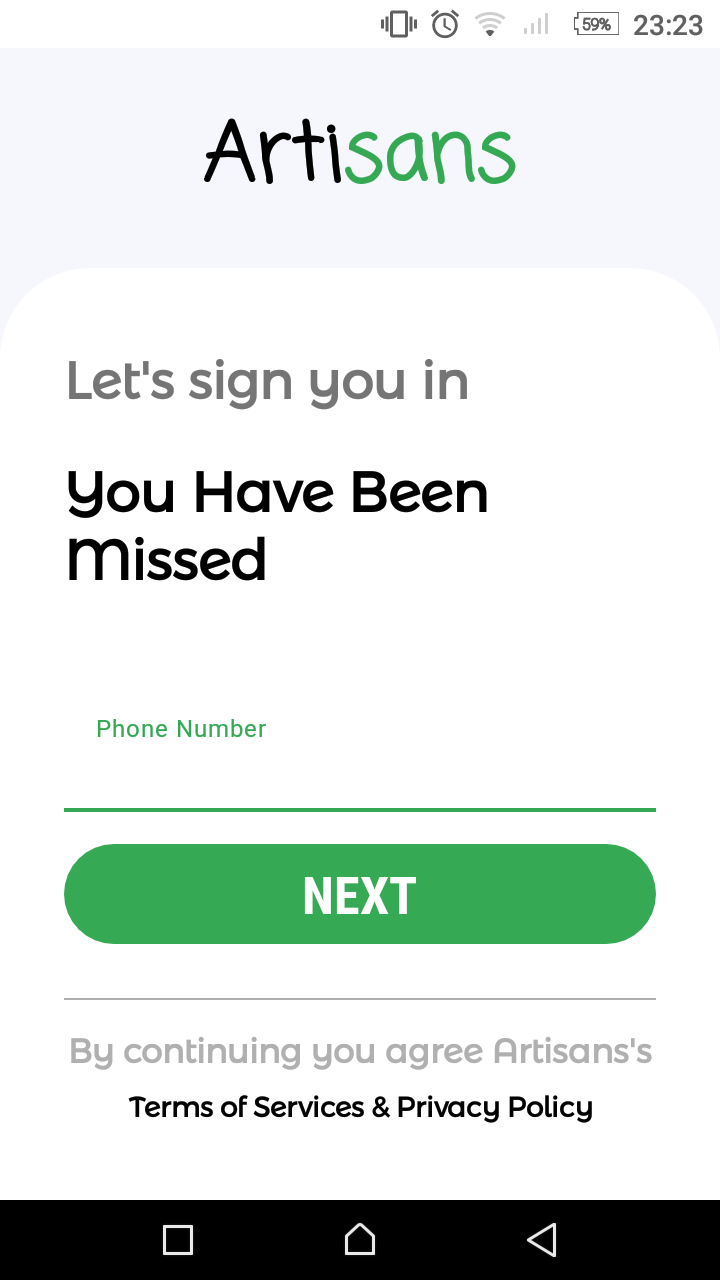 59% 23:23
Artisans
Let's sign you in
You Have Been
Missed
Phone Number
NEXT
By continuing you agree Artisans's
Terms of Services & Privacy Policy